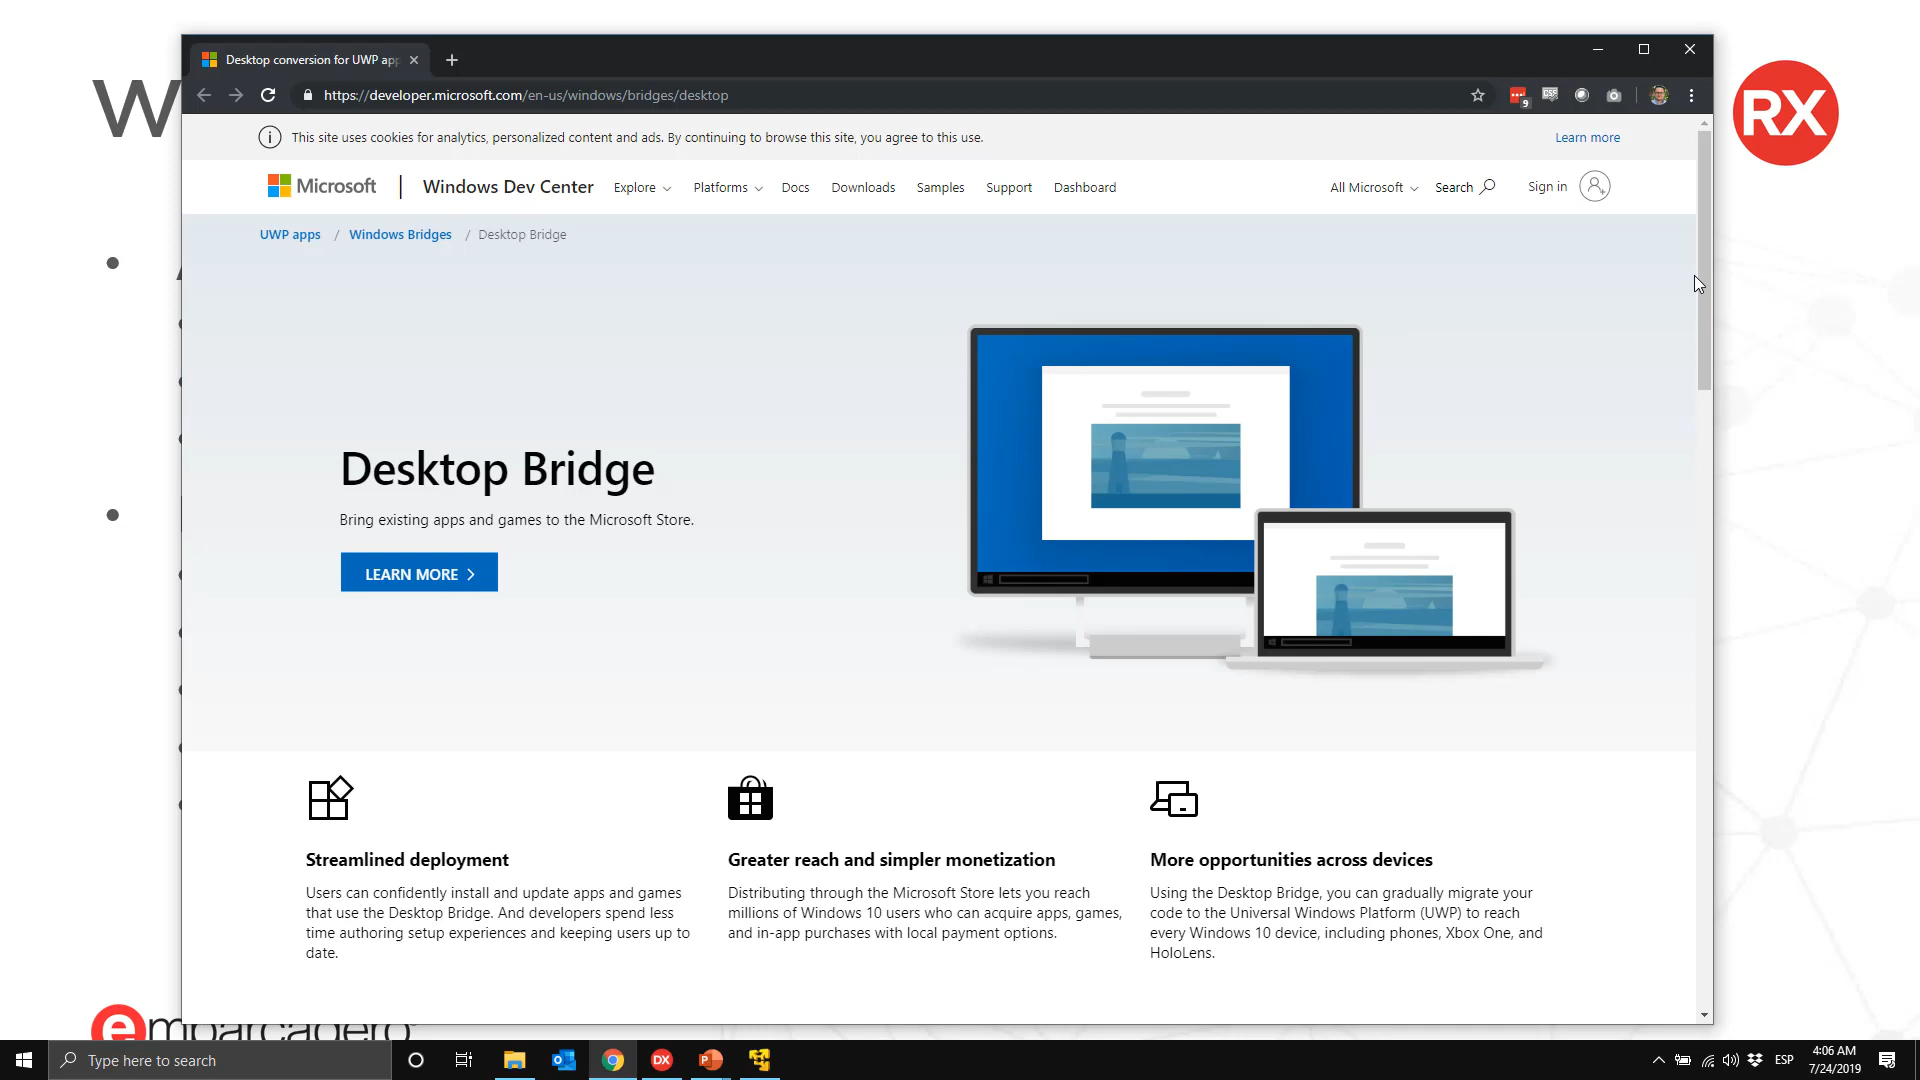 Desktop conversion for UWP app
https://developer.microsoft.com/en-us/windows/bridges/desktop
9
CSP
W
RX
This site uses cookies for analytics, personalized content and ads. By continuing to browse this site, you agree to this use.
Learn more
Microsoft
Windows Dev Center
Explore
Platforms
Docs
Downloads
Samples
Support
Dashboard
All Microsoft
Search
Sign in
UWP apps / Windows Bridges / Desktop Bridge
Desktop Bridge
Bring existing apps and games to the Microsoft Store.
LEARN MORE
Streamlined deployment
Users can confidently install and update apps and games
that use the Desktop Bridge. And developers spend less
time authoring setup experiences and keeping users up to
date.
Greater reach and simpler monetization
Distributing through the Microsoft Store lets you reach
millions of Windows 10 users who can acquire apps, games,
and in-app purchases with local payment options.
More opportunities across devices
Using the Desktop Bridge, you can gradually migrate your
code to the Universal Windows Platform (UWP) to reach
every Windows 10 device, including phones, Xbox One, and
HoloLens.
embarcadero
Type here to search
DX
ESP
4:06 AM
7/24/2019